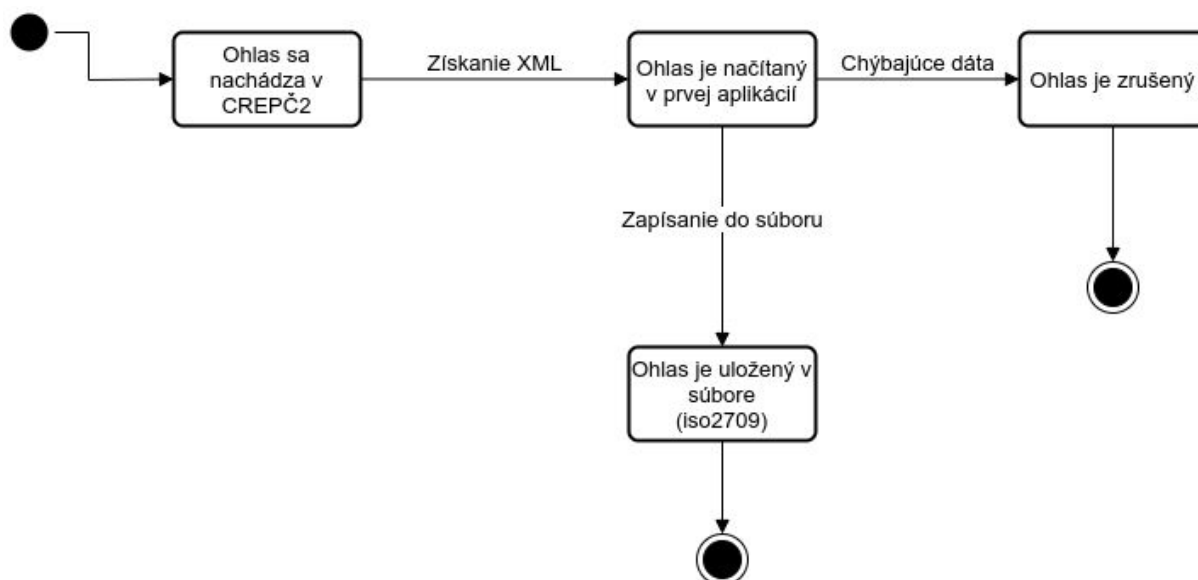 Ohlas sa
nachádza v
CREPČ2
Získanie XML
Ohlas je načítaný
v prvej aplikácií
Chýbajúce dáta
Ohlas je zrušený
Zapísanie do súboru
Ohlas je uložený v
súbore
(iso2709)